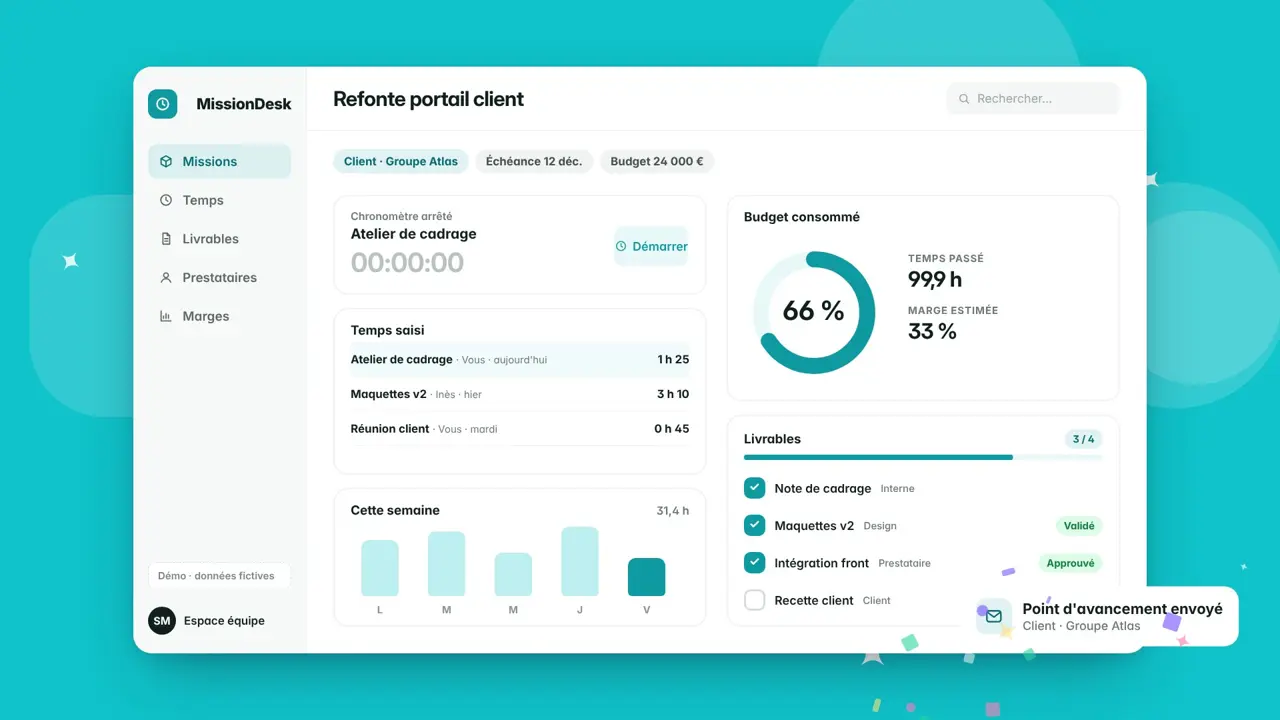 MissionDesk
Missions
Temps
Livrables
Prestataires
Marges
Démo · données fictives
SM Espace équipe
Refonte portail client
Rechercher...
Client · Groupe Atlas
Échéance 12 déc.
Budget 24 000 €
Chronomètre arrêté
Atelier de cadrage
00:00:00
Démarrer
Temps saisi
Atelier de cadrage · Vous · aujourd'hui 1 h 25
Maquettes v2 · Inès · hier 3 h 10
Réunion client · Vous · mardi 0 h 45
Cette semaine 31,4 h
L M M J V
Budget consommé
66 %
TEMPS PASSÉ
99,9 h
MARGE ESTIMÉE
33 %
Livrables 3 / 4
Note de cadrage Interne
Maquettes v2 Design Validé
Intégration front Prestataire Approuvé
Recette client Client
Point d'avancement envoyé
Client · Groupe Atlas